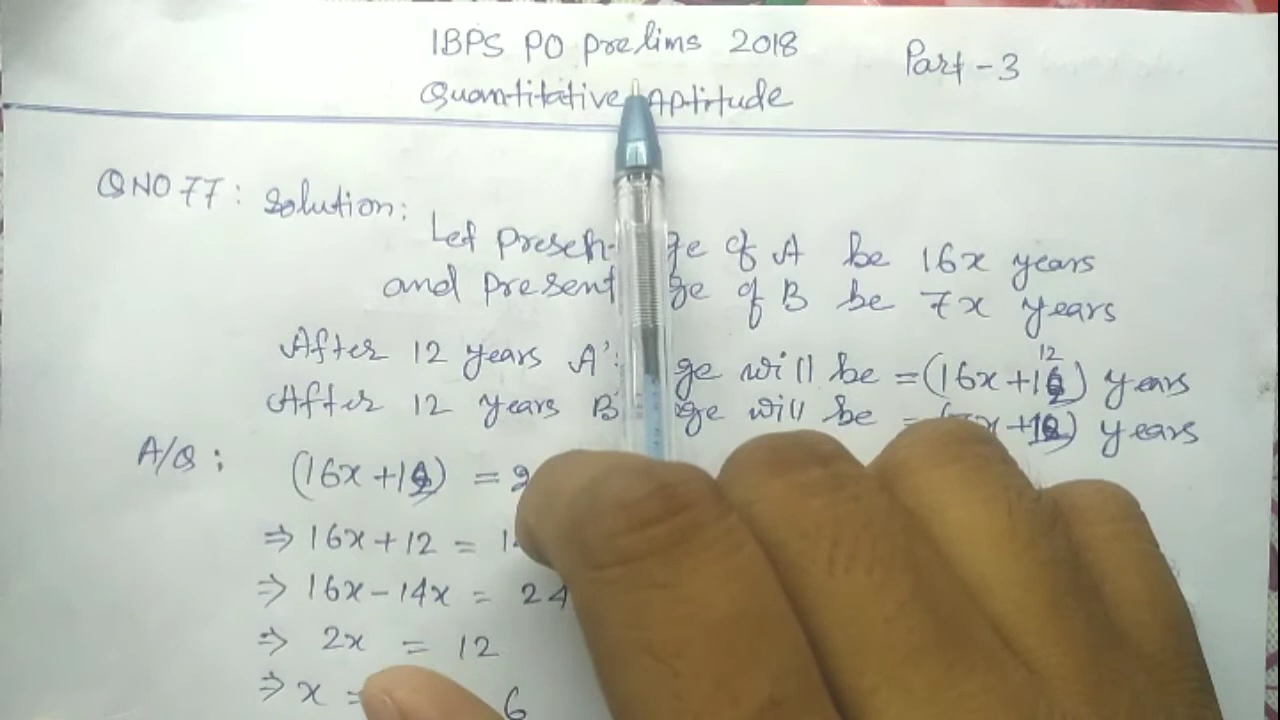 IBPS PO prelims 2018
Part - 3
Quantitative Aptitude
QNO 77: Solution:
Let present of A be 16x years
and present of B be 7x years
After 12 years will be = (16x+12) years
After 12 years will be = years
A/Q: (16x+12) =
⇒ 16x+12 =
⇒ 16x-14x = 24
⇒ 2x = 12
⇒ x = 6